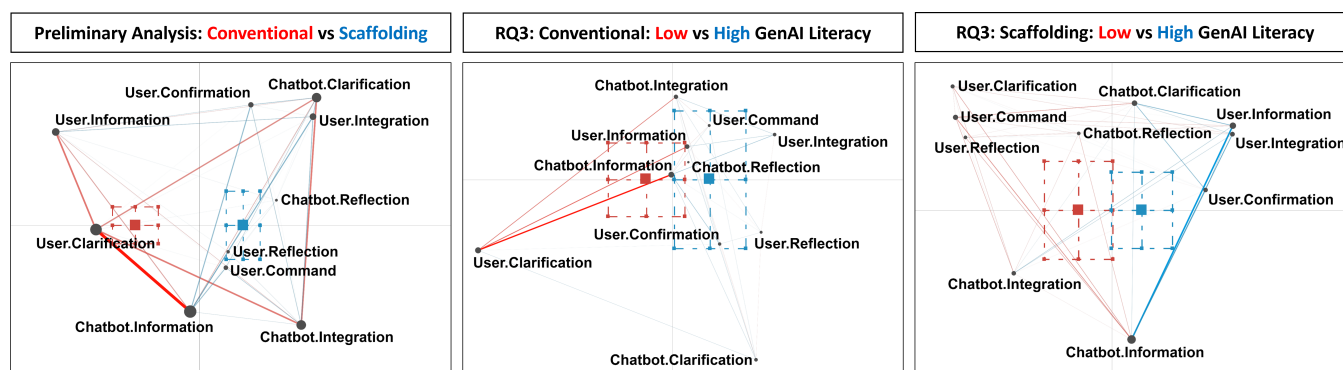 Preliminary Analysis: Conventional vs Scaffolding
User.Confirmation
Chatbot.Clarification
User.Information
User.Integration
Chatbot.Reflection
User.Clarification
User.Reflection
User.Command
Chatbot.Information
Chatbot.Integration
RQ3: Conventional: Low vs High GenAI Literacy
Chatbot.Integration
User.Command
User.Information
User.Integration
Chatbot.Information
Chatbot.Reflection
User.Confirmation
User.Reflection
User.Clarification
Chatbot.Clarification
RQ3: Scaffolding: Low vs High GenAI Literacy
User.Clarification
Chatbot.Clarification
User.Command
User.Information
Chatbot.Reflection
User.Integration
User.Reflection
User.Confirmation
Chatbot.Integration
Chatbot.Information